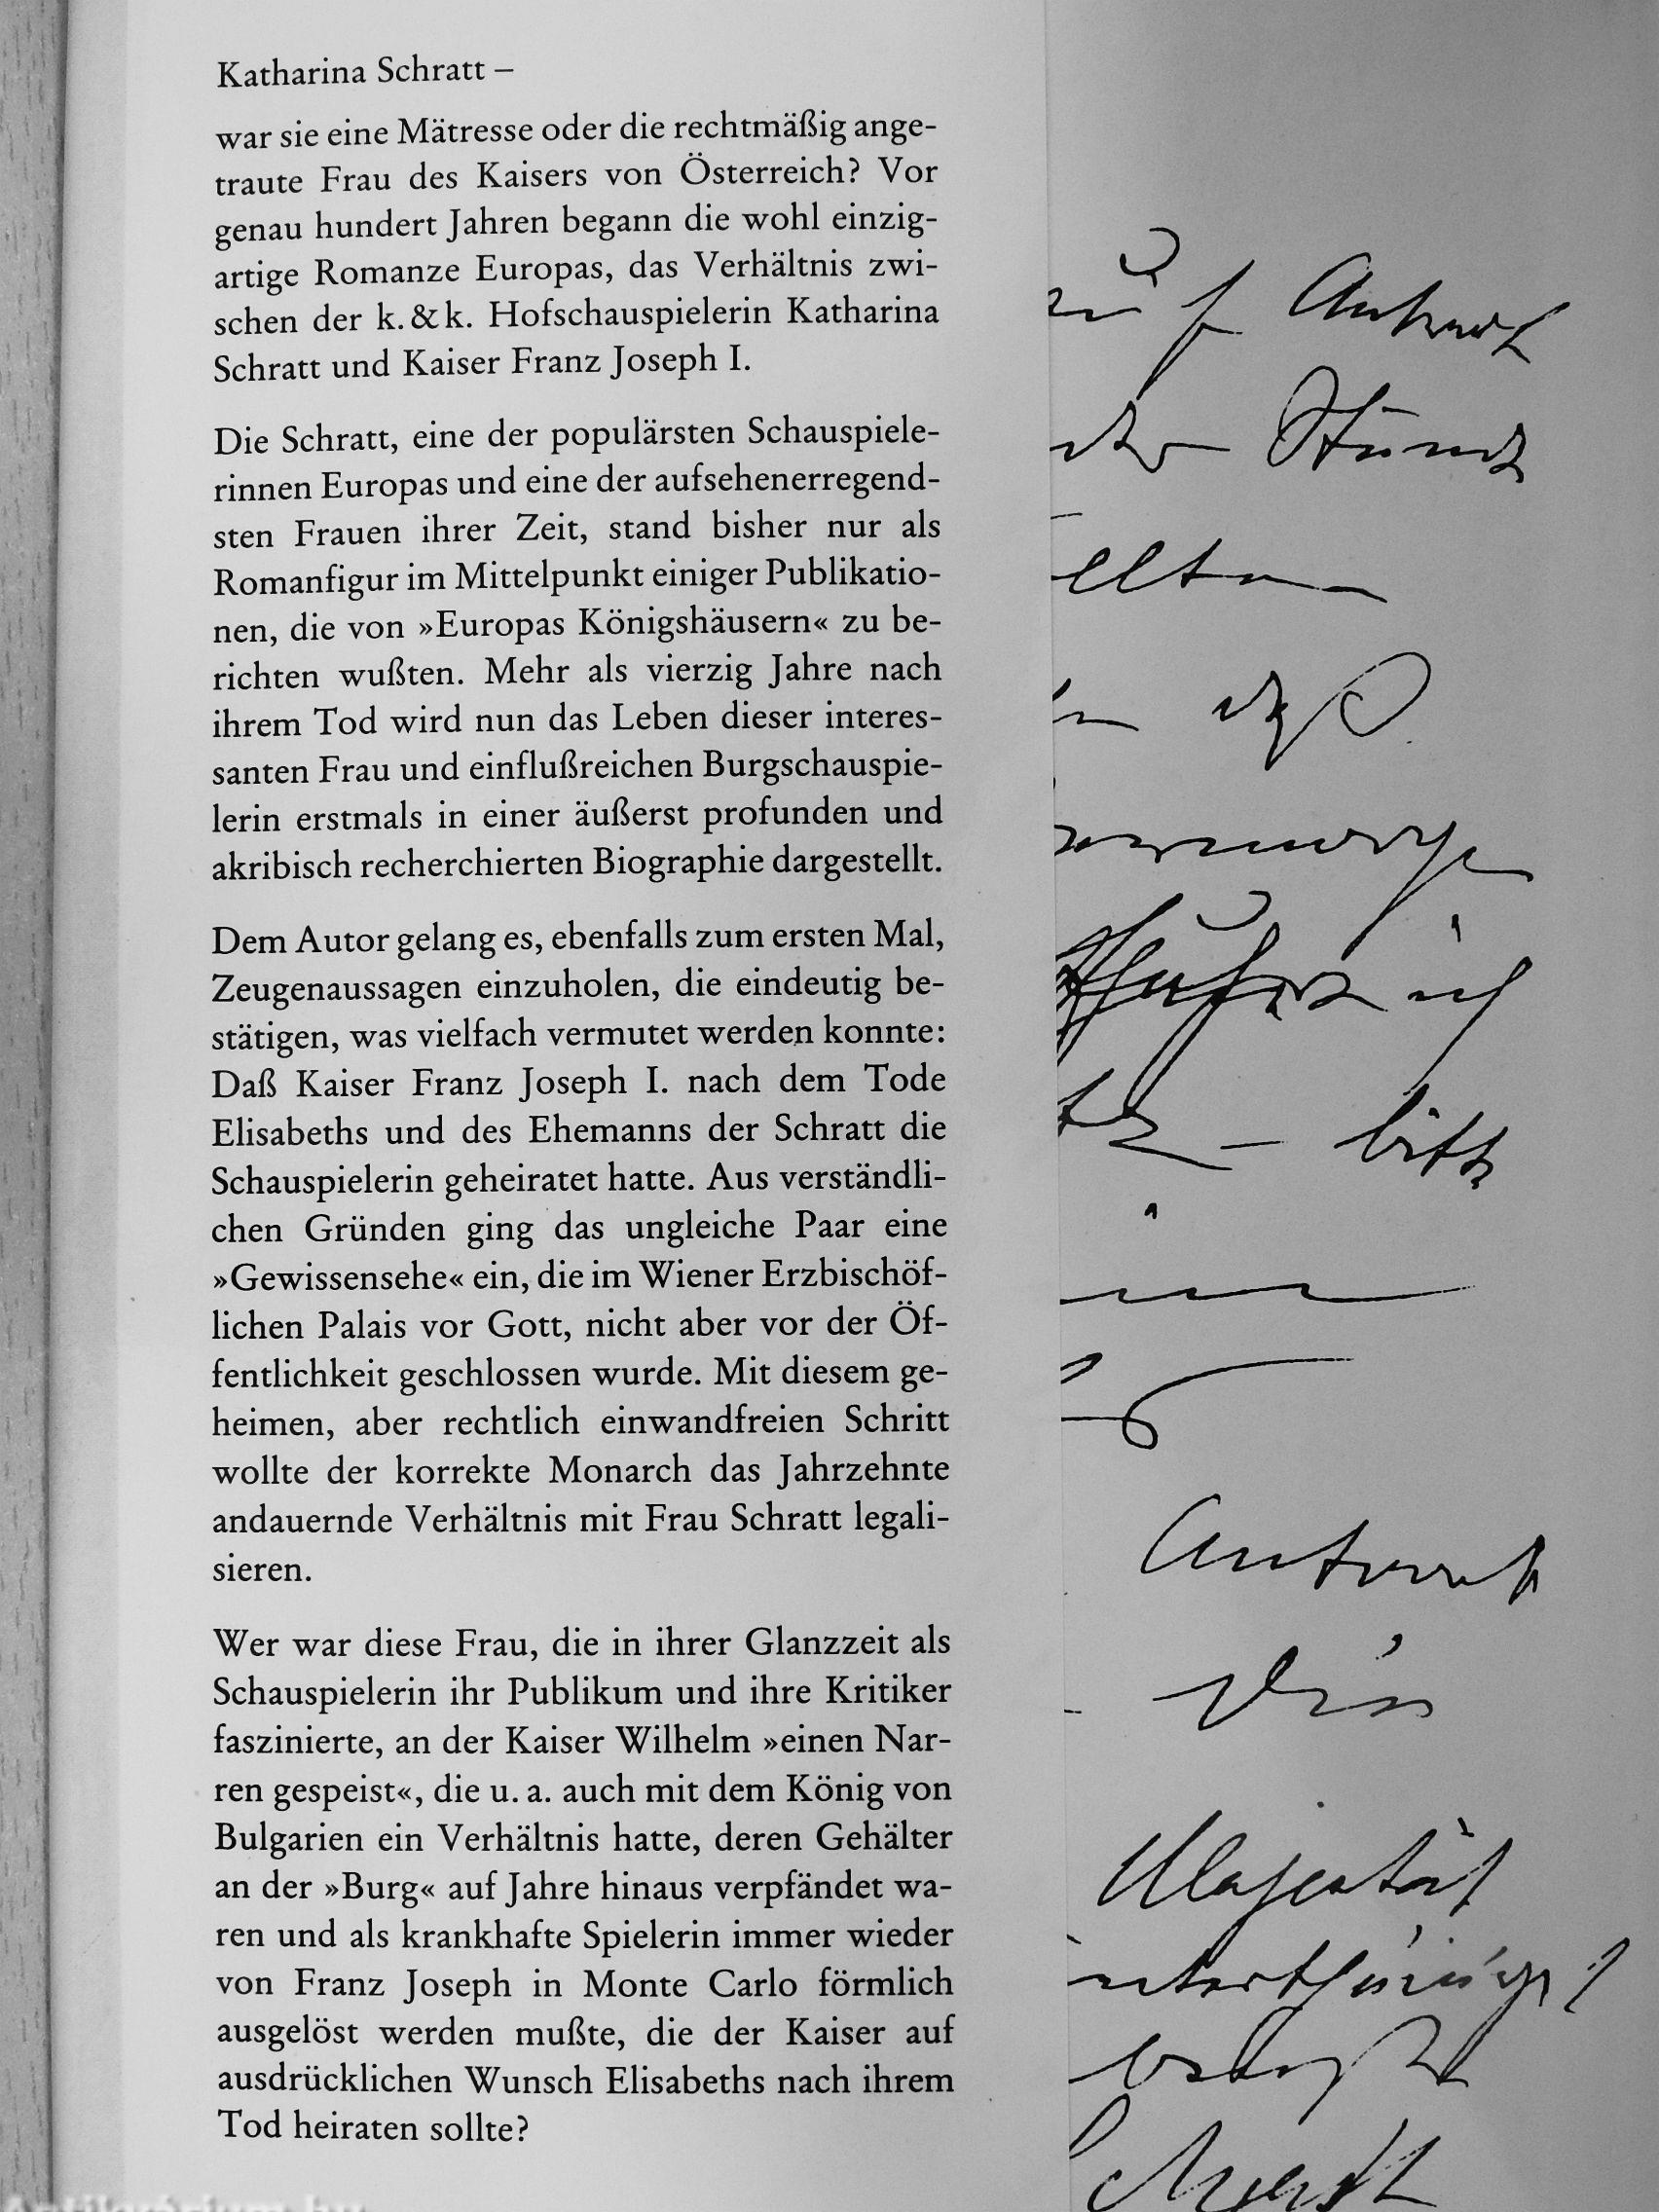 Katharina Schratt –
war sie eine Mätresse oder die rechtmäßig ange-
traute Frau des Kaisers von Österreich? Vor
genau hundert Jahren begann die wohl einzig-
artige Romanze Europas, das Verhältnis zwi-
schen der k. & k. Hofschauspielerin Katharina
Schratt und Kaiser Franz Joseph I.
Die Schratt, eine der populärsten Schauspiele-
rinnen Europas und eine der aufsehenerregend-
sten Frauen ihrer Zeit, stand bisher nur als
Romanfigur im Mittelpunkt einiger Publikatio-
nen, die von »Europas Königshäusern« zu be-
richten wußten. Mehr als vierzig Jahre nach
ihrem Tod wird nun das Leben dieser interes-
santen Frau und einflußreichen Burgschauspie-
lerin erstmals in einer äußerst profunden und
akribisch recherchierten Biographie dargestellt.
Dem Autor gelang es, ebenfalls zum ersten Mal,
Zeugenaussagen einzuholen, die eindeutig be-
stätigen, was vielfach vermutet werden konnte:
Daß Kaiser Franz Joseph I. nach dem Tode
Elisabeths und des Ehemanns der Schratt die
Schauspielerin geheiratet hatte. Aus verständli-
chen Gründen ging das ungleiche Paar eine
»Gewissensehe« ein, die im Wiener Erzbischöf-
lichen Palais vor Gott, nicht aber vor der Öf-
fentlichkeit geschlossen wurde. Mit diesem ge-
heimen, aber rechtlich einwandfreien Schritt
wollte der korrekte Monarch das Jahrzehnte
andauernde Verhältnis mit Frau Schratt legali-
sieren.
Wer war diese Frau, die in ihrer Glanzzeit als
Schauspielerin ihr Publikum und ihre Kritiker
faszinierte, an der Kaiser Wilhelm »einen Nar-
ren gespeist«, die u. a. auch mit dem König von
Bulgarien ein Verhältnis hatte, deren Gehälter
an der »Burg« auf Jahre hinaus verpfändet wa-
ren und als krankhafte Spielerin immer wieder
von Franz Joseph in Monte Carlo förmlich
ausgelöst werden mußte, die der Kaiser auf
ausdrücklichen Wunsch Elisabeths nach ihrem
Tod heiraten sollte?
bitte
Antwort
Majestät